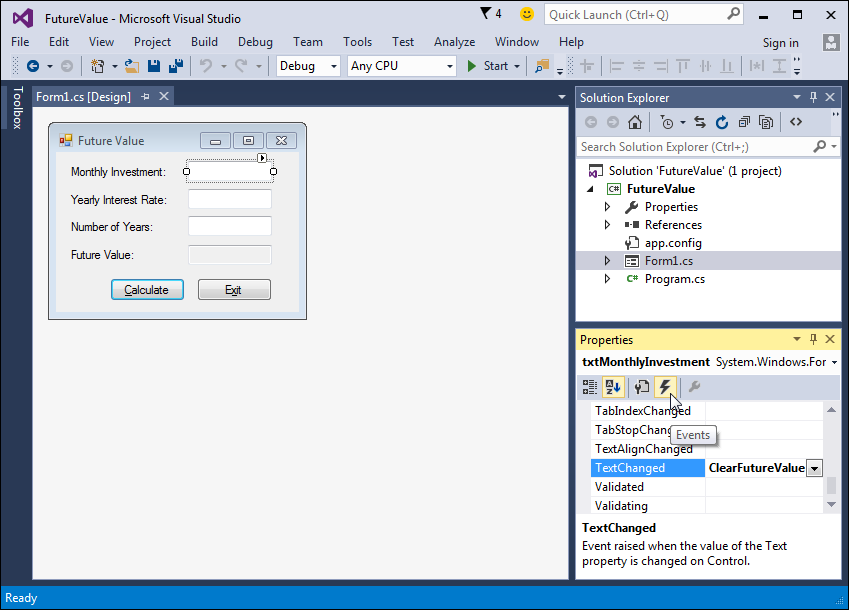 FutureValue - Microsoft Visual Studio
4
Quick Launch (Ctrl+Q)
File Edit View Project Build Debug Team Tools Test Analyze Window Help
Sign in
Debug Any CPU Start
Toolbox
Form1.cs [Design]
Future Value
Monthly Investment:
Yearly Interest Rate:
Number of Years:
Future Value:
Calculate Exit
Solution Explorer
Search Solution Explorer (Ctrl+;)
Solution 'FutureValue' (1 project)
C# FutureValue
Properties
References
app.config
Form1.cs
C# Program.cs
Properties
txtMonthlyInvestment System.Windows.For
TabIndexChanged
TabStopChang
Events
TextAlignChanged
TextChanged ClearFutureValue
Validated
Validating
TextChanged
Event raised when the value of the Text
property is changed on Control.
Ready